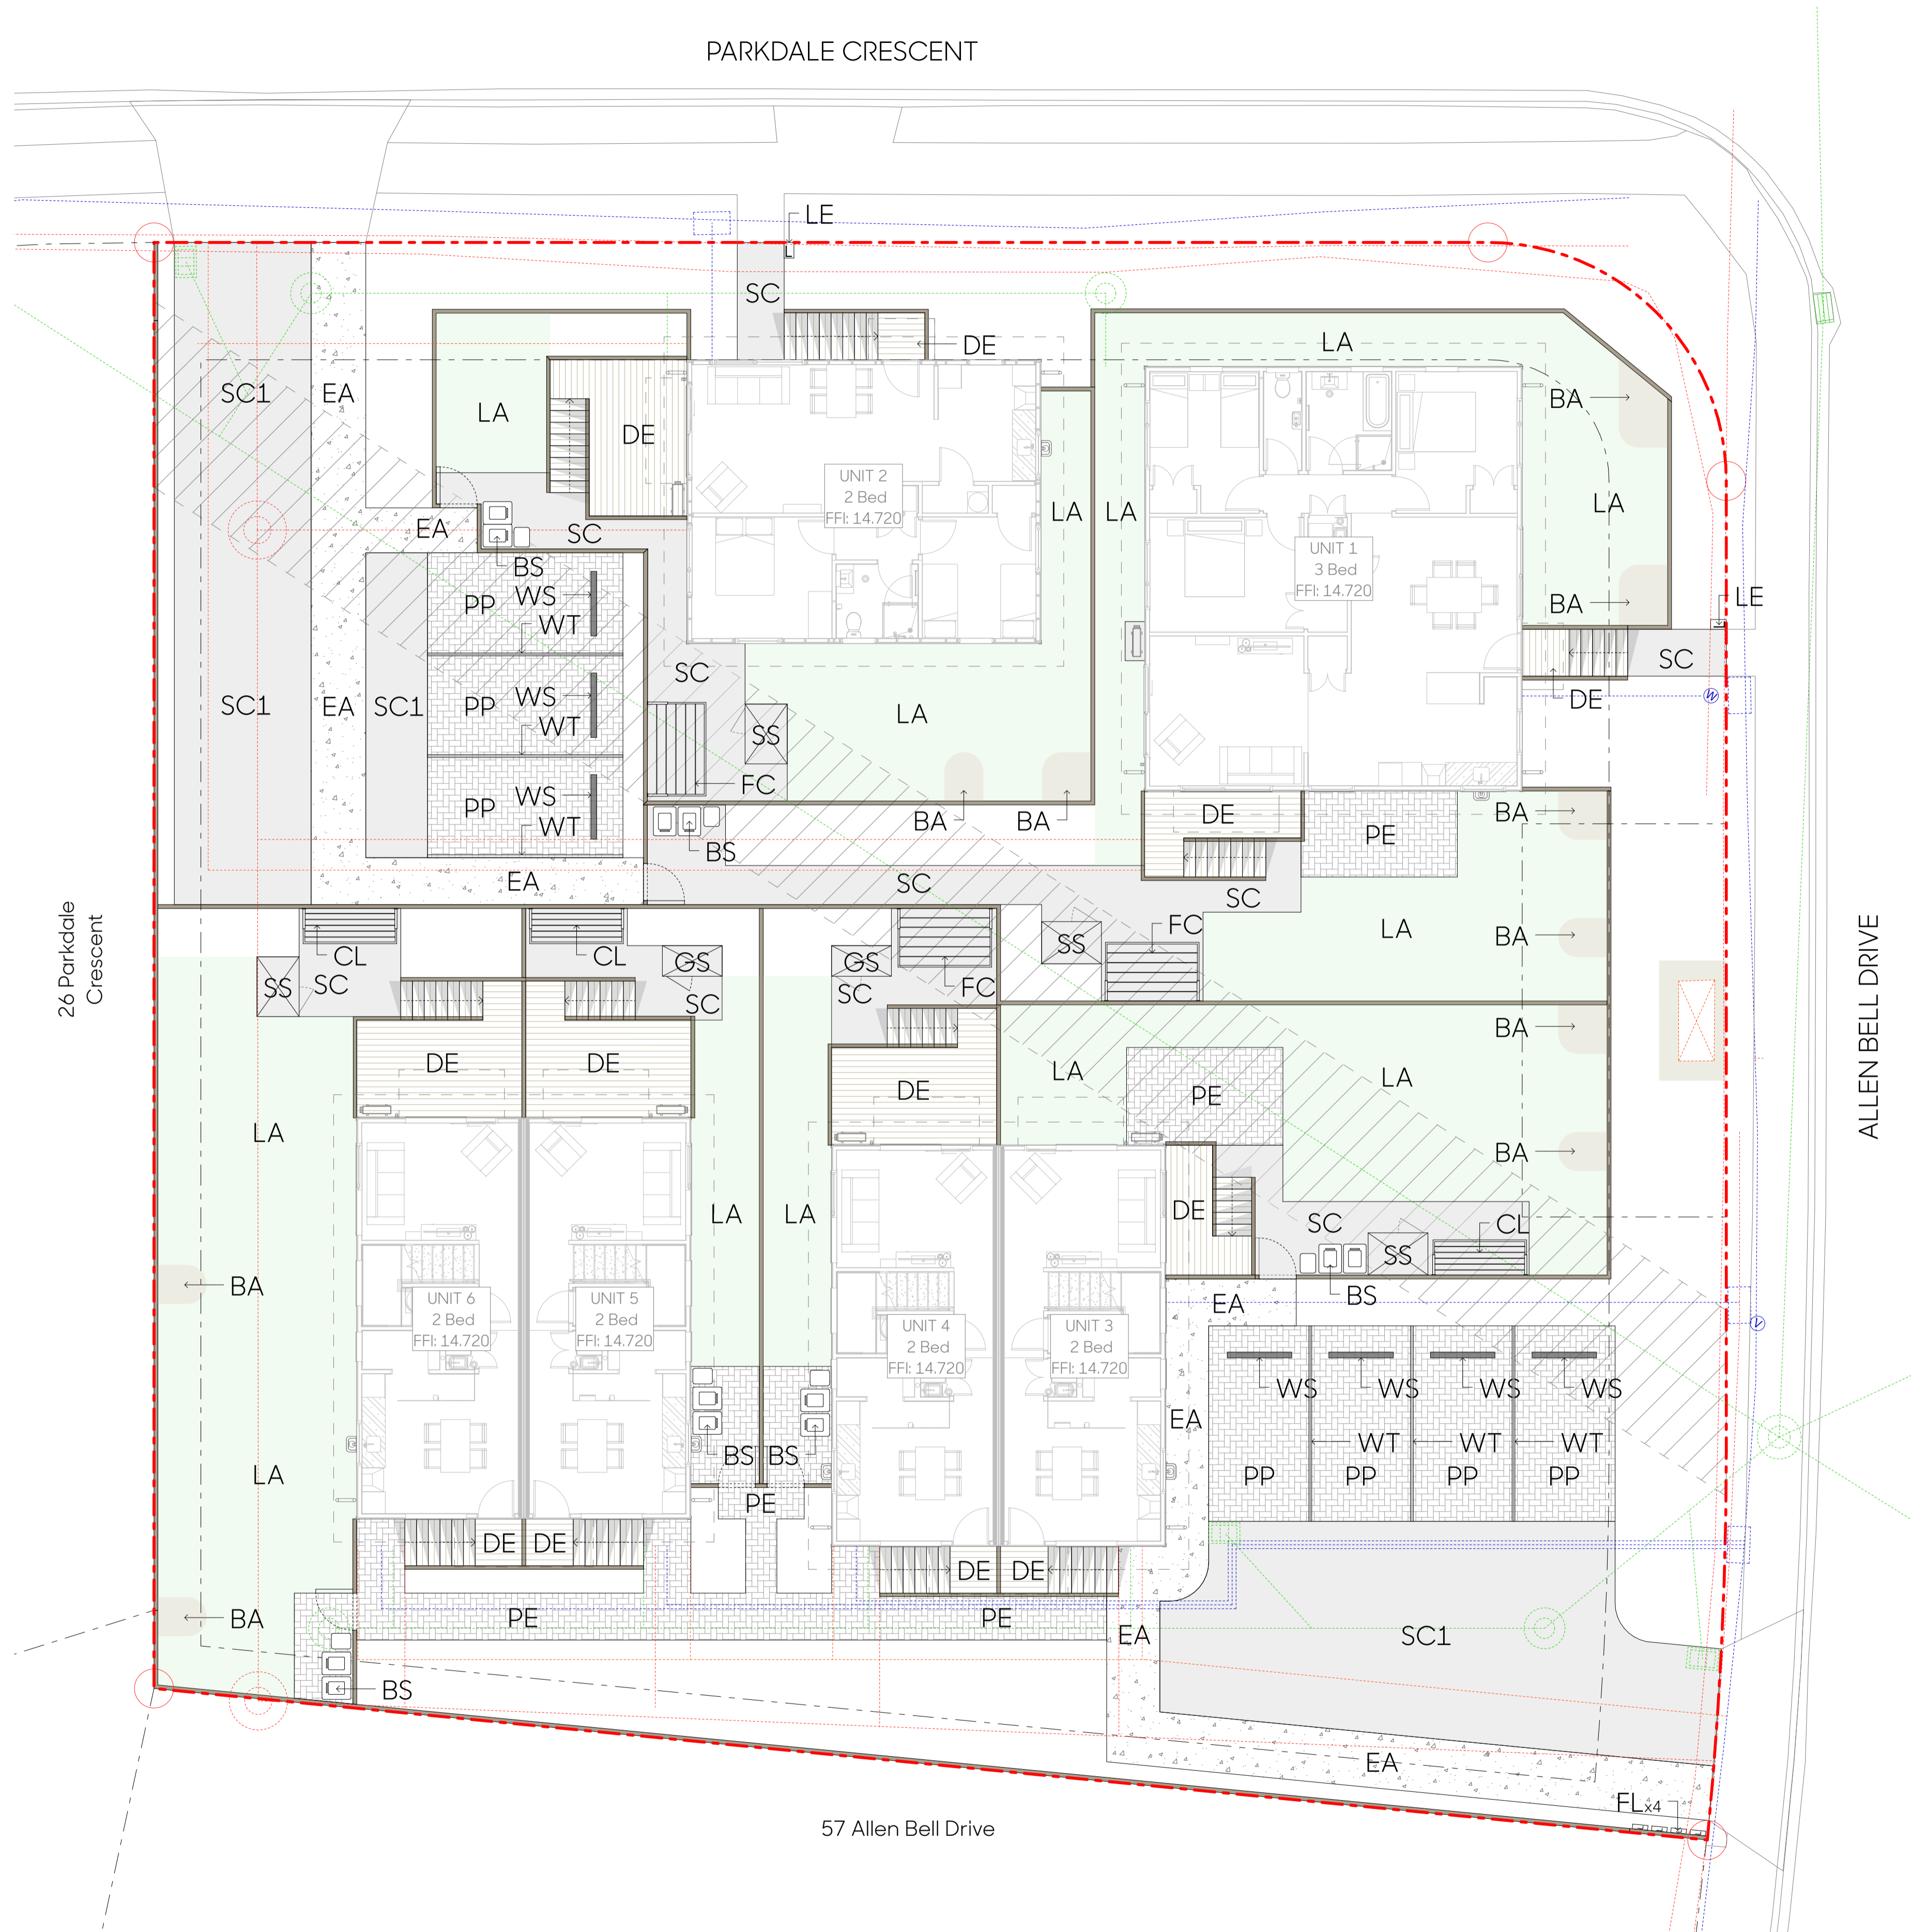 PARKDALE CRESCENT
LE
SC
DE
LA
SC1
EA
LA
DE
UNIT 2
2 Bed
FFI: 14.720
LA
LA
BA
LA
EA
SC
BS
UNIT 1
3 Bed
FFI: 14.720
BA
LE
PP
WS
WT
SC
SC
DE
SC1
EA
SC1
PP
WS
WT
SS
LA
FC
PP
WS
WT
BS
BA
BA
DE
PE
BA
EA
SC
SC
26 Parkdale
Crescent
ALLEN BELL DRIVE
CL
CL
SS
SC
GS
SC
GS
SC
FC
SS
FC
LA
BA
DE
DE
DE
LA
PE
LA
BA
BA
LA
LA
LA
DE
SC
SS
CL
BS
BA
UNIT 6
2 Bed
FFI: 14.720
UNIT 5
2 Bed
FFI: 14.720
UNIT 4
2 Bed
FFI: 14.720
UNIT 3
2 Bed
FFI: 14.720
EA
WS
WS
WS
WS
EA
WT
WT
WT
PP
PP
PP
PP
LA
BS
BS
PE
DE
DE
DE
DE
BA
PE
PE
EA
SC1
BS
EA
FLx4
57 Allen Bell Drive